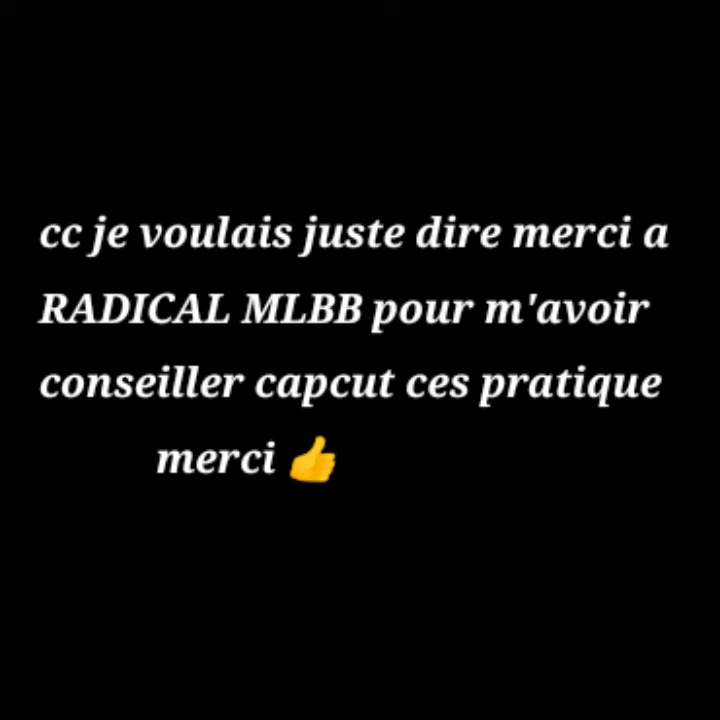 cc je voulais juste dire merci a
RADICAL MLBB pour m'avoir
conseiller capcut ces pratique
merci 👍